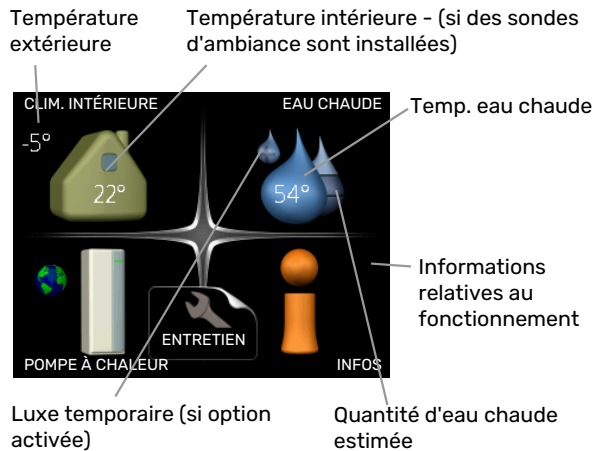 Température
extérieure
Température intérieure - (si des sondes
d'ambiance sont installées)
CLIM. INTÉRIEURE
EAU CHAUDE
Temp. eau chaude
-5°
22°
54°
Informations
relatives au
fonctionnement
ENTRETIEN
POMPE À CHALEUR
INFOS
Luxe temporaire (si option
activée)
Quantité d'eau chaude
estimée